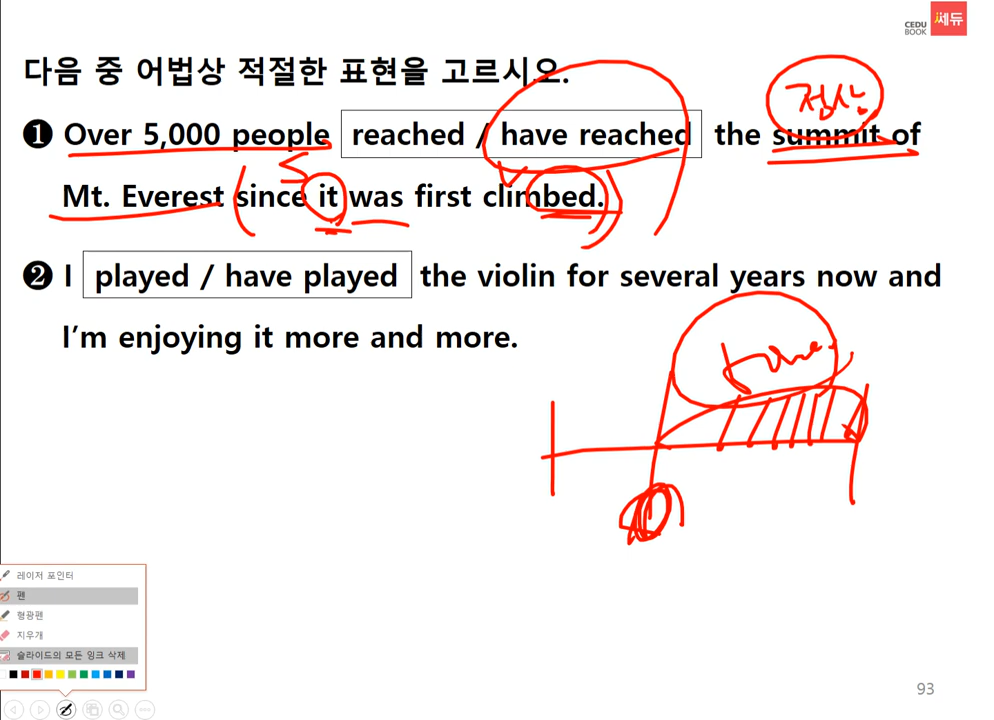 CEDU
BOOK
쎄듀
다음 중 어법상 적절한 표현을 고르시오.
정상
❶ Over 5,000 people reached / have reached the summit of
S
Mt. Everest (since it was first climbed.)
❷ I played / have played the violin for several years now and
I'm enjoying it more and more.
레이저 포인터
펜
형광펜
지우개
슬라이드의 모든 잉크 삭제
93